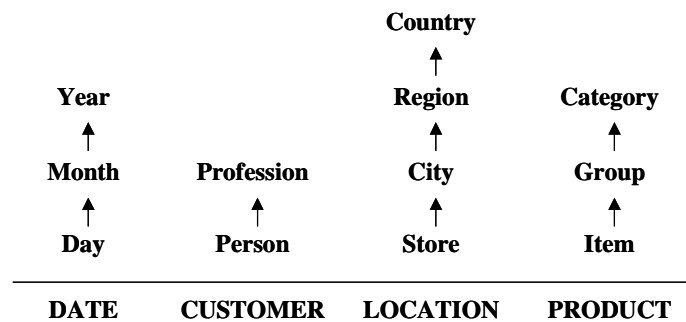 Country
Year Region Category
Month Profession City Group
Day Person Store Item
DATE CUSTOMER LOCATION PRODUCT